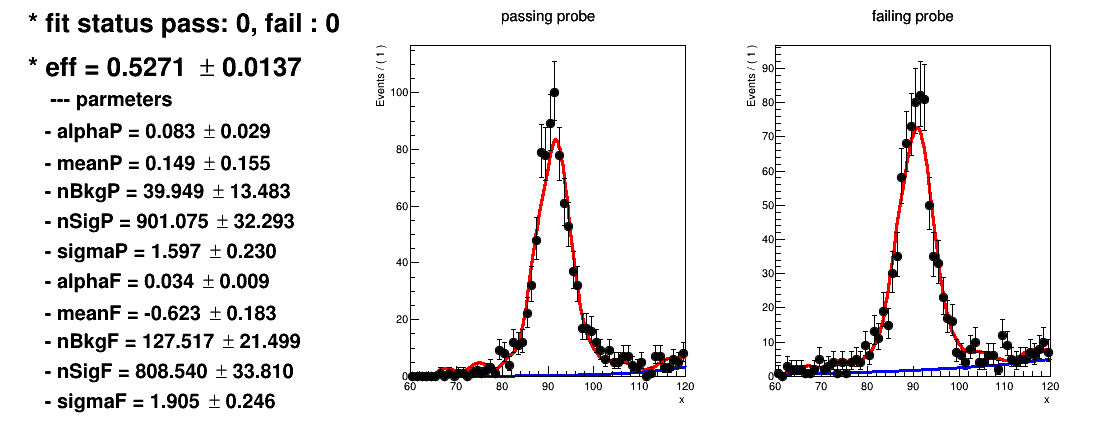 * fit status pass: 0, fail : 0
* eff = 0.5271 ± 0.0137
--- parmeters
- alphaP = 0.083 ± 0.029
- meanP = 0.149 ± 0.155
- nBkgP = 39.949 ± 13.483
- nSigP = 901.075 ± 32.293
- sigmaP = 1.597 ± 0.230
- alphaF = 0.034 ± 0.009
- meanF = -0.623 ± 0.183
- nBkgF = 127.517 ± 21.499
- nSigF = 808.540 ± 33.810
- sigmaF = 1.905 ± 0.246
passing probe
Events / ( 1 )
100
80
60
40
20
0
60 70 80 90 100 110 120
x
failing probe
Events / ( 1 )
90
80
70
60
50
40
30
20
10
0
60 70 80 90 100 110 120
x